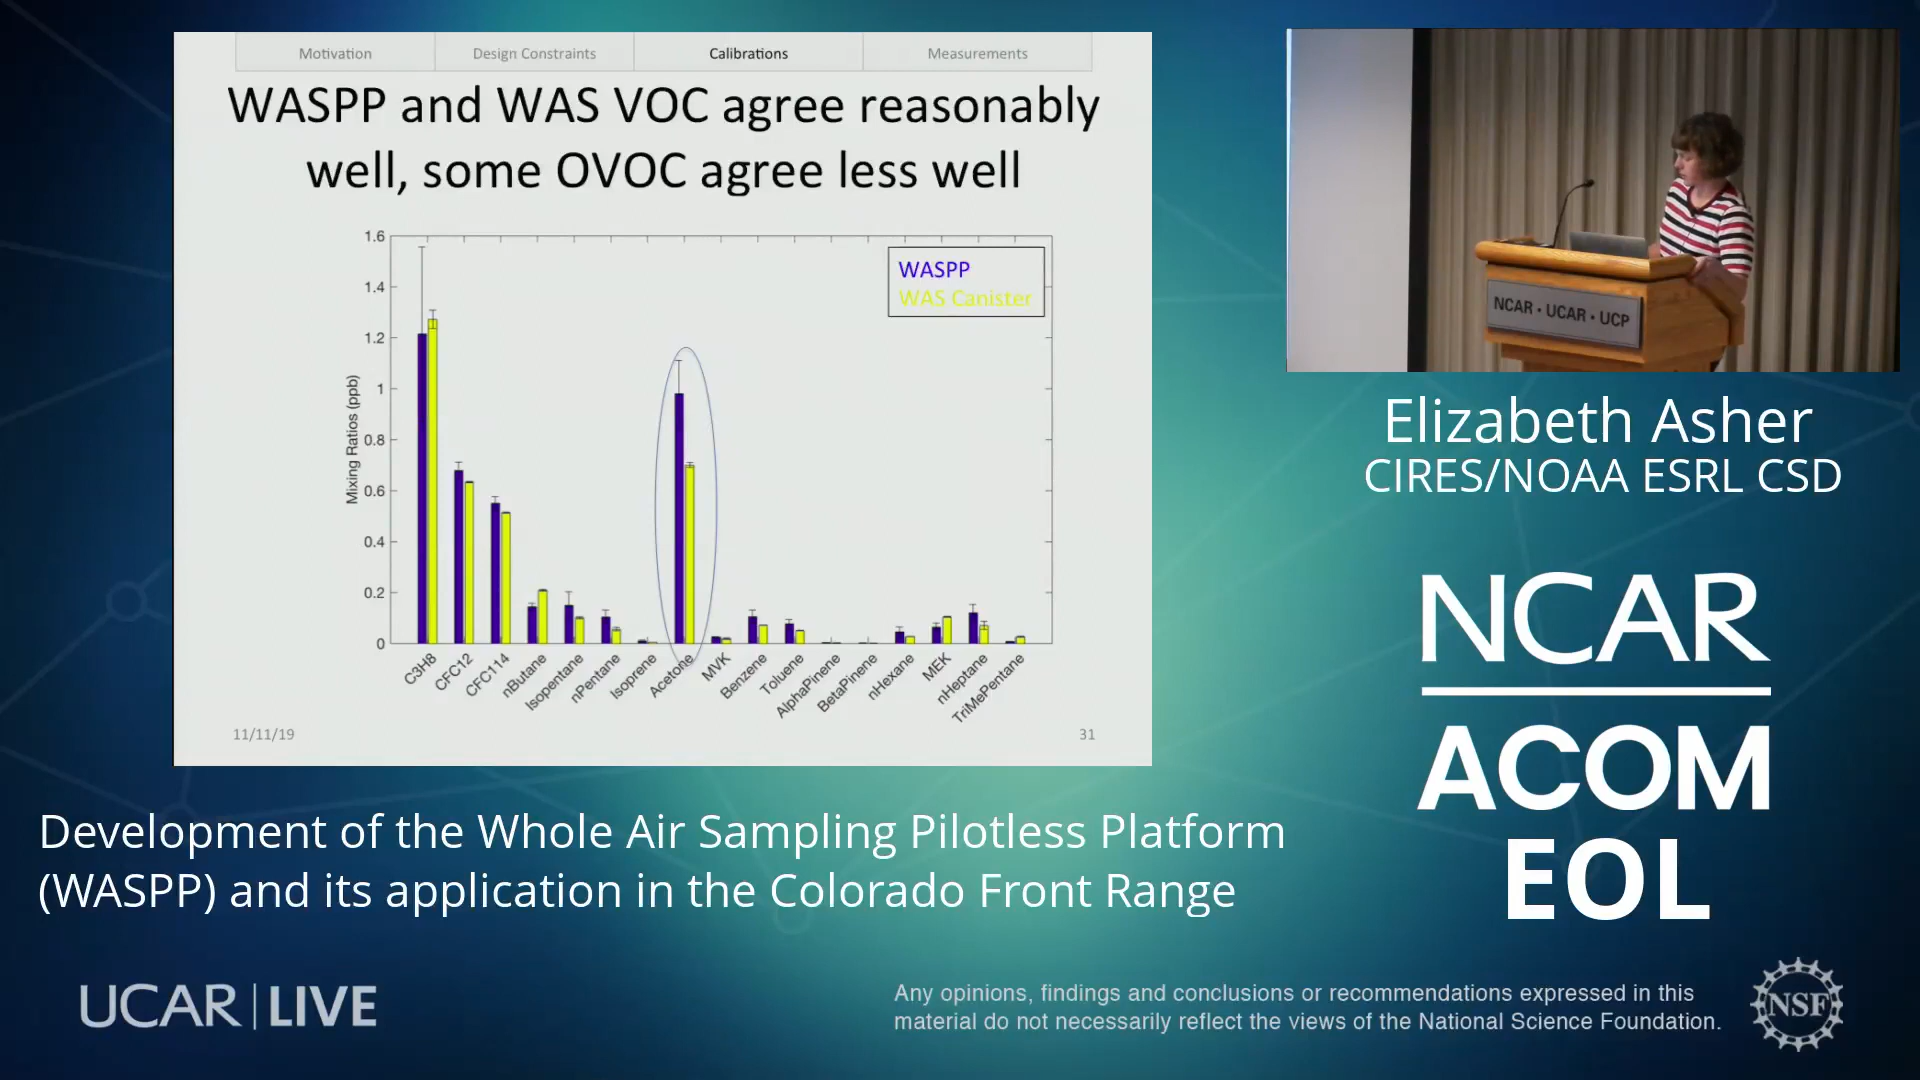 Motivation
Design Constraints
Calibrations
Measurements
WASPP and WAS VOC agree reasonably
well, some OVOC agree less well
WASPP
WAS Canister
Mixing Ratios (ppb)
1.6
1.4
1.2
1
0.8
0.6
0.4
0.2
0
C3H8
CFC12
CFC114
nButane
Isopentane
nPentane
Isoprene
Acetone
MVK
Benzene
Toluene
AlphaPinene
BetaPinene
nHexane
MEK
nHeptane
TriMePentane
11/11/19
31
NCAR • UCAR • UCP
Elizabeth Asher
CIRES/NOAA ESRL CSD
NCAR
ACOM
EOL
Development of the Whole Air Sampling Pilotless Platform
(WASPP) and its application in the Colorado Front Range
UCAR | LIVE
Any opinions, findings and conclusions or recommendations expressed in this
material do not necessarily reflect the views of the National Science Foundation.
NSF